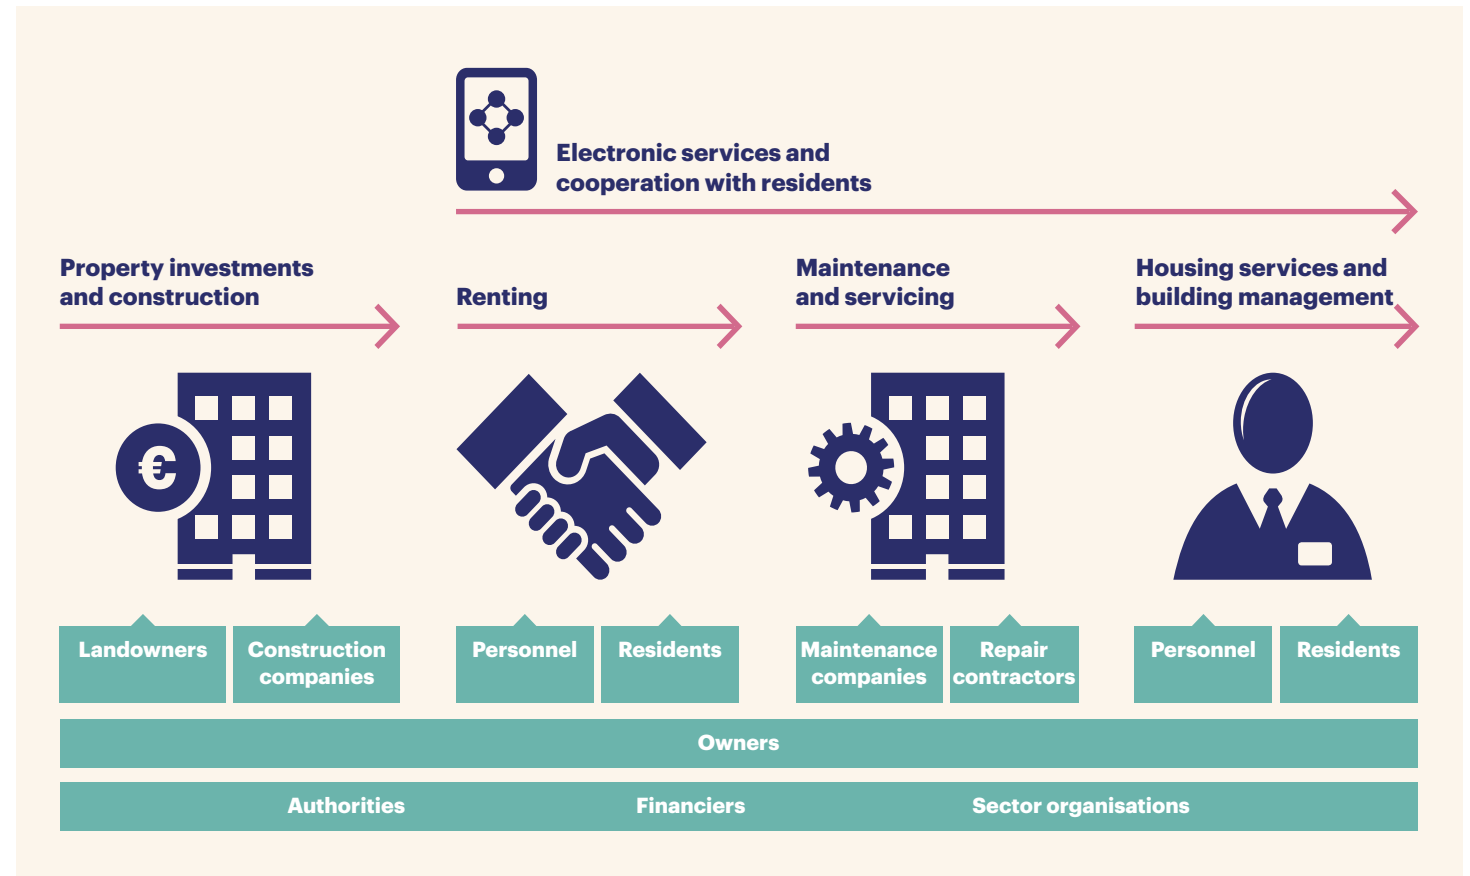 Electronic services and
cooperation with residents
Property investments
and construction
Renting
Maintenance
and servicing
Housing services and
building management
€
Landowners
Construction
companies
Personnel
Residents
Maintenance
companies
Repair
contractors
Personnel
Residents
Owners
Authorities
Financiers
Sector organisations